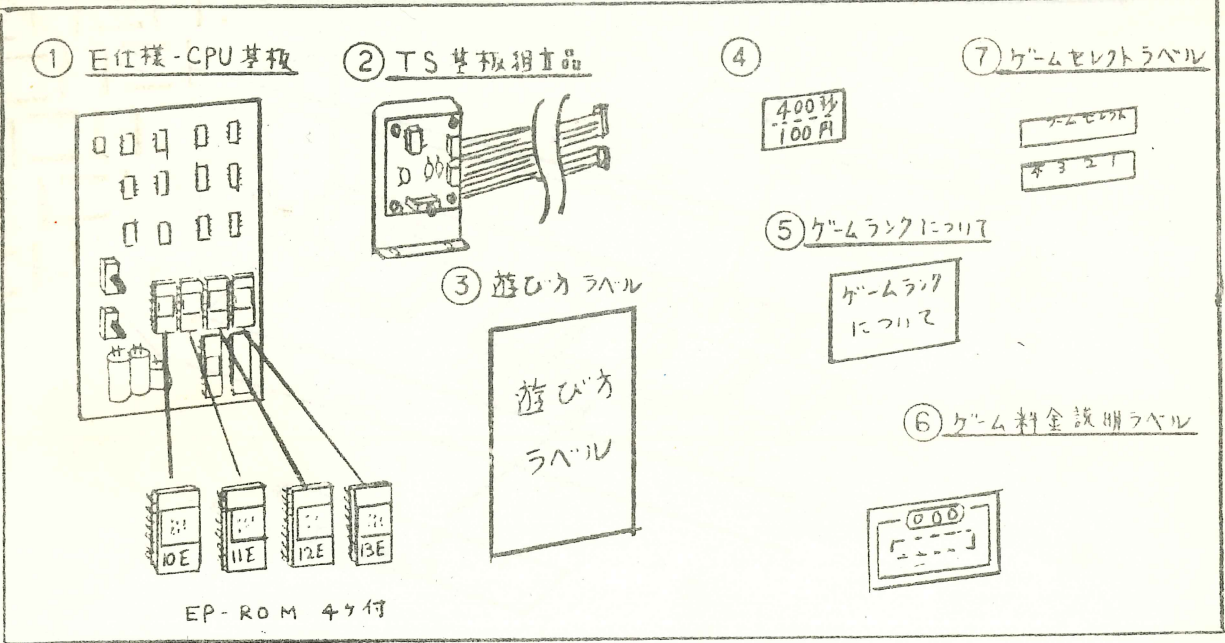 ① E仕様-CPU基板
② TS基板組立品
③ 遊び方ラベル
遊び方
ラベル
④
400秒
100円
⑤ ゲームランクについて
ゲームランク
について
⑥ ゲーム料金説明ラベル
000
⑦ ゲームセレクトラベル
ゲームセレクト
4 3 2 1
10E
11E
12E
13E
EP-ROM 4ケ付